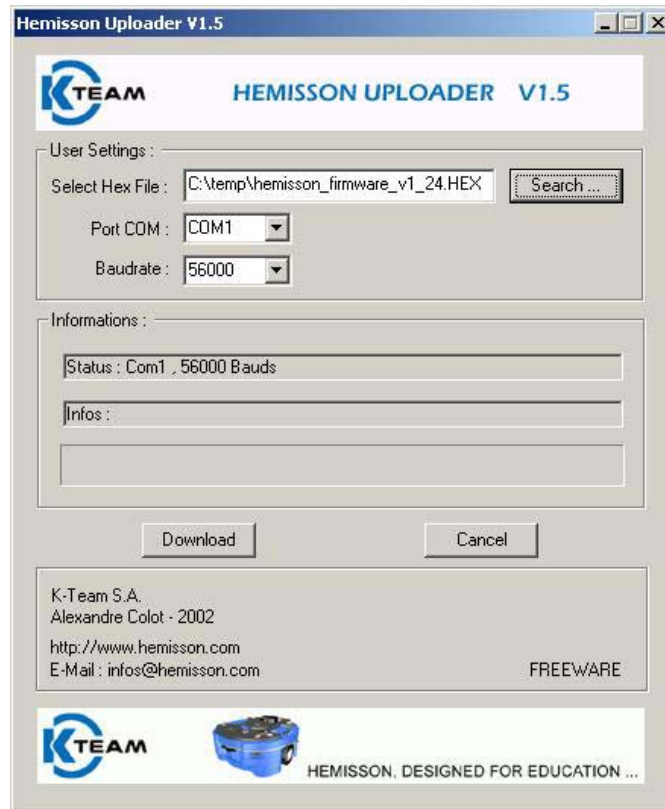 Hemisson Uploader V1.5
K TEAM HEMISSON UPLOADER V1.5
User Settings :
Select Hex File : C:\temp\hemisson_firmware_v1_24.HEX Search ...
Port COM : COM1
Baudrate : 56000
Informations :
Status : Com1 , 56000 Bauds
Infos :
Download Cancel
K-Team S.A.
Alexandre Colot - 2002
http://www.hemisson.com
E-Mail : infos@hemisson.com FREEWARE
K TEAM HEMISSON, DESIGNED FOR EDUCATION ...